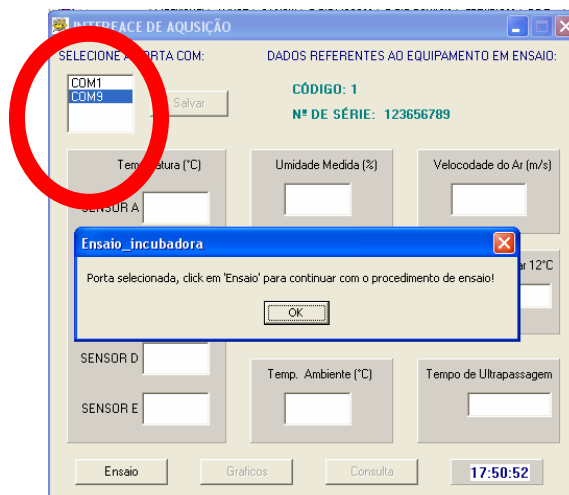 INTERFACE DE AQUSIÇÃO
SELECIONE A PORTA COM:
DADOS REFERENTES AO EQUIPAMENTO EM ENSAIO:
COM1
COM9
Salvar
CÓDIGO: 1
Nº DE SÉRIE: 123656789
(°C)
Umidade Medida (%)
Velocodade do Ar (m/s)
SENSOR A
Ensaio_incubadora
Porta selecionada, click em 'Ensaio' para continuar com o procedimento de ensaio!
OK
12°C
SENSOR D
Temp. Ambiente (°C)
Tempo de Ultrapassagem
SENSOR E
Ensaio
Graficos
Consulta
17:50:52